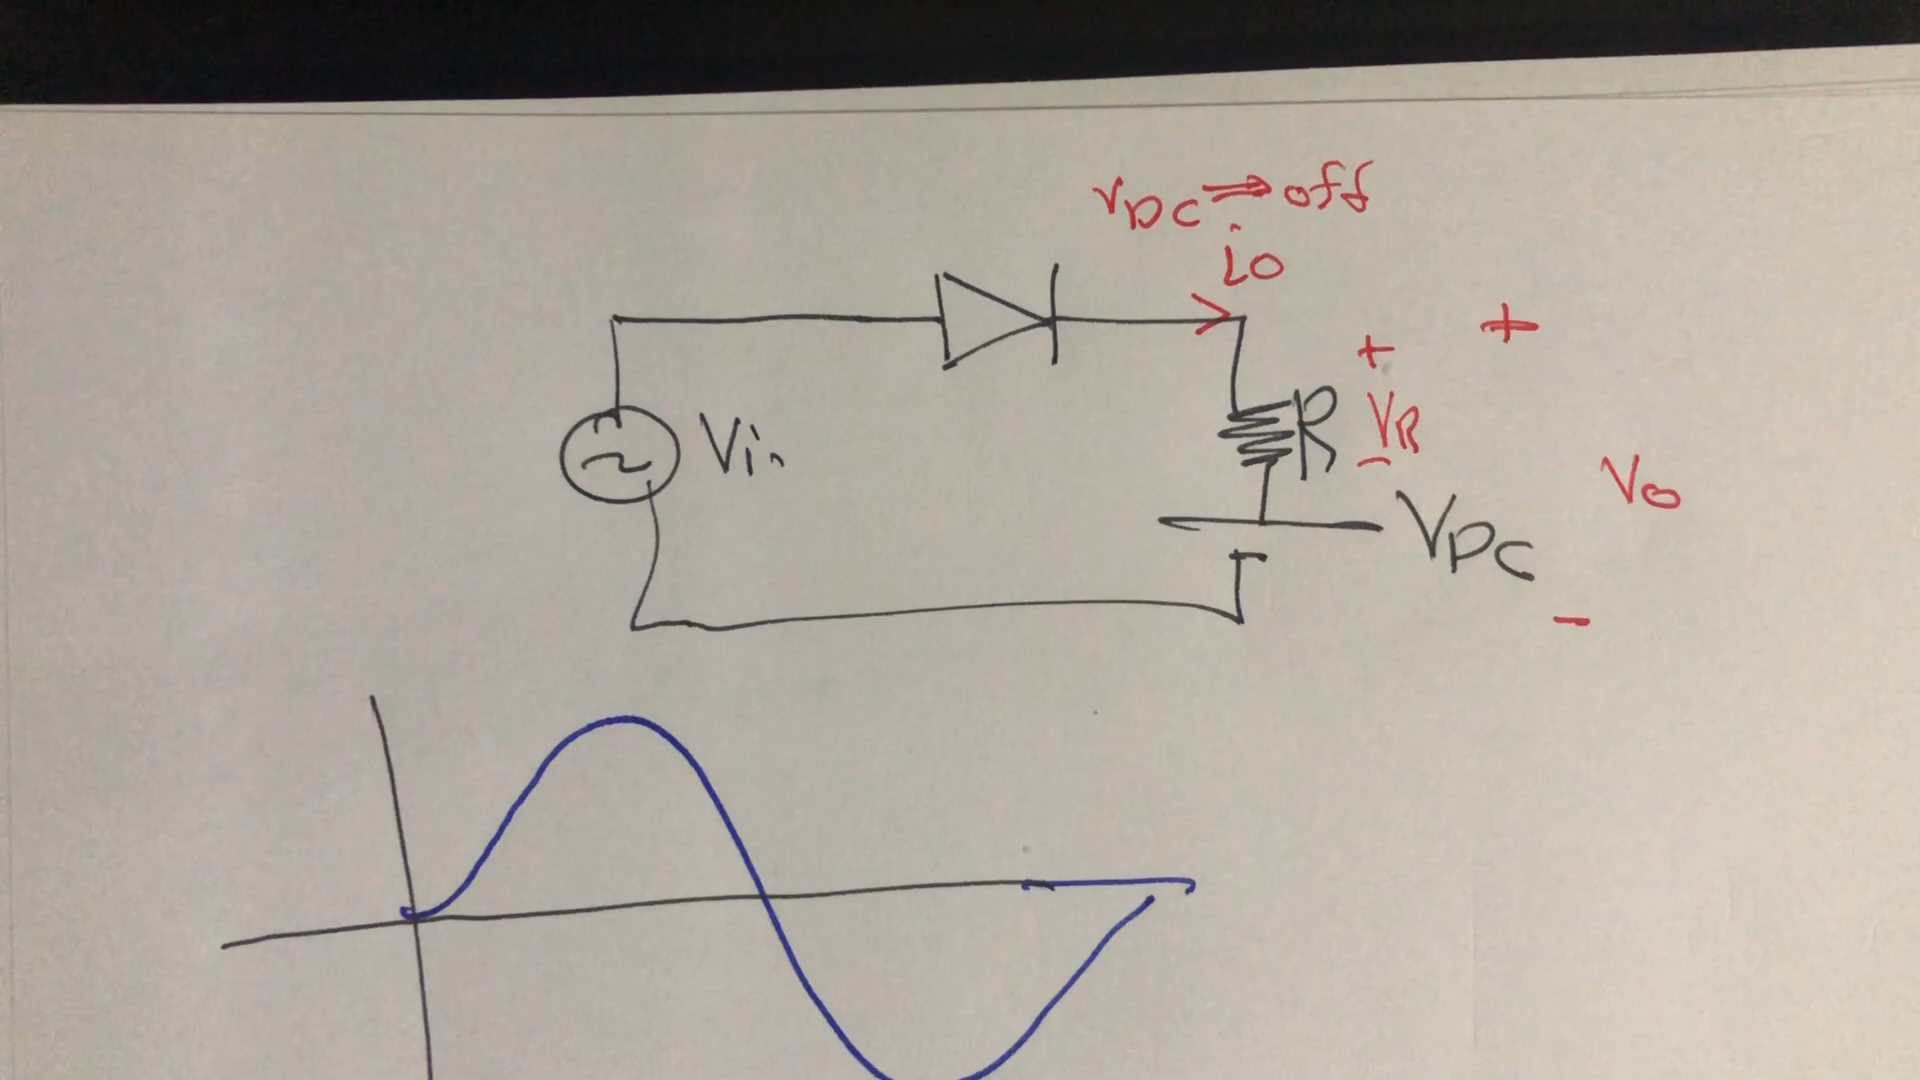 VDC ⇒ off
io
+
+
Vin
R
VR
-
Vo
VDC
-